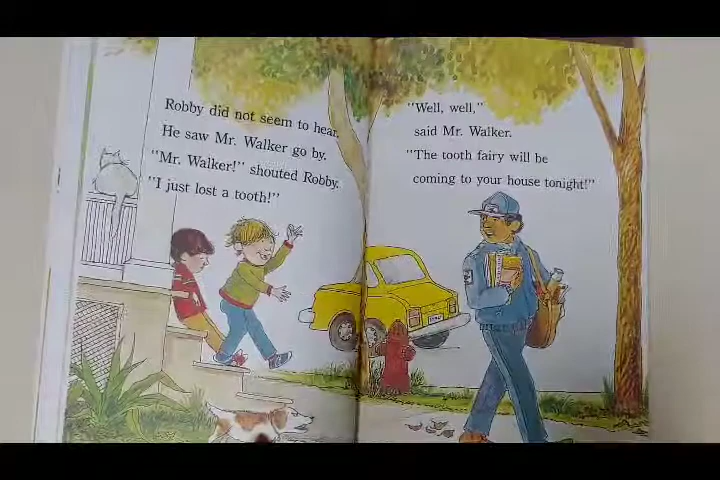 Robby did not seem to hear.
He saw Mr. Walker go by.
"Mr. Walker!" shouted Robby.
"I just lost a tooth!"
"Well, well,"
said Mr. Walker.
"The tooth fairy will be
coming to your house tonight!"